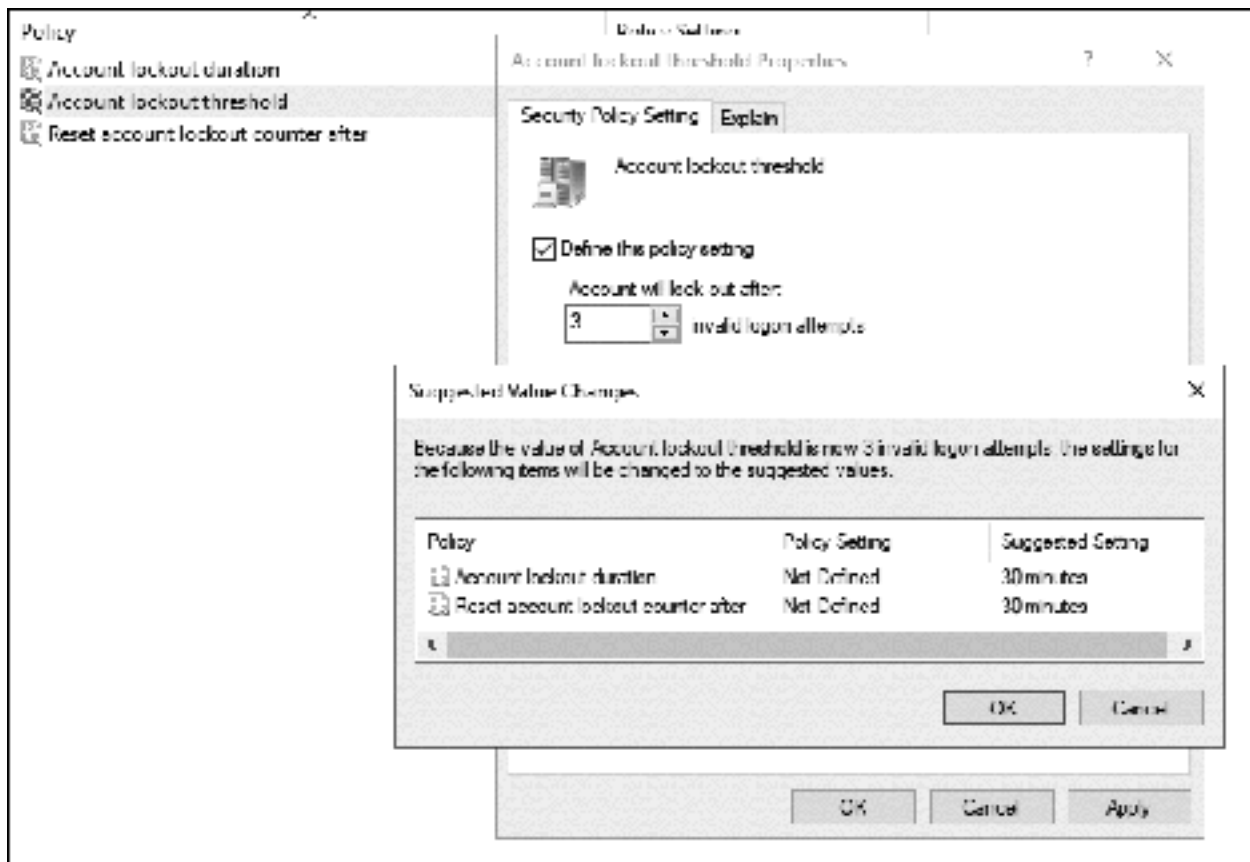 Policy
Policy Setting
Account lockout duration
Account lockout threshold
Reset account lockout counter after
Account lockout threshold Properties
?
Security Policy Setting
Explain
Account lockout threshold
Define this policy setting
Account will lock out after:
3
invalid logon attempts
Suggested Value Changes
Because the value of Account lockout threshold is now 3 invalid logon attempts, the settings for
the following items will be changed to the suggested values.
Policy Policy Setting Suggested Setting
Account lockout duration Not Defined 30 minutes
Reset account lockout counter after Not Defined 30 minutes
OK Cancel
OK Cancel Apply